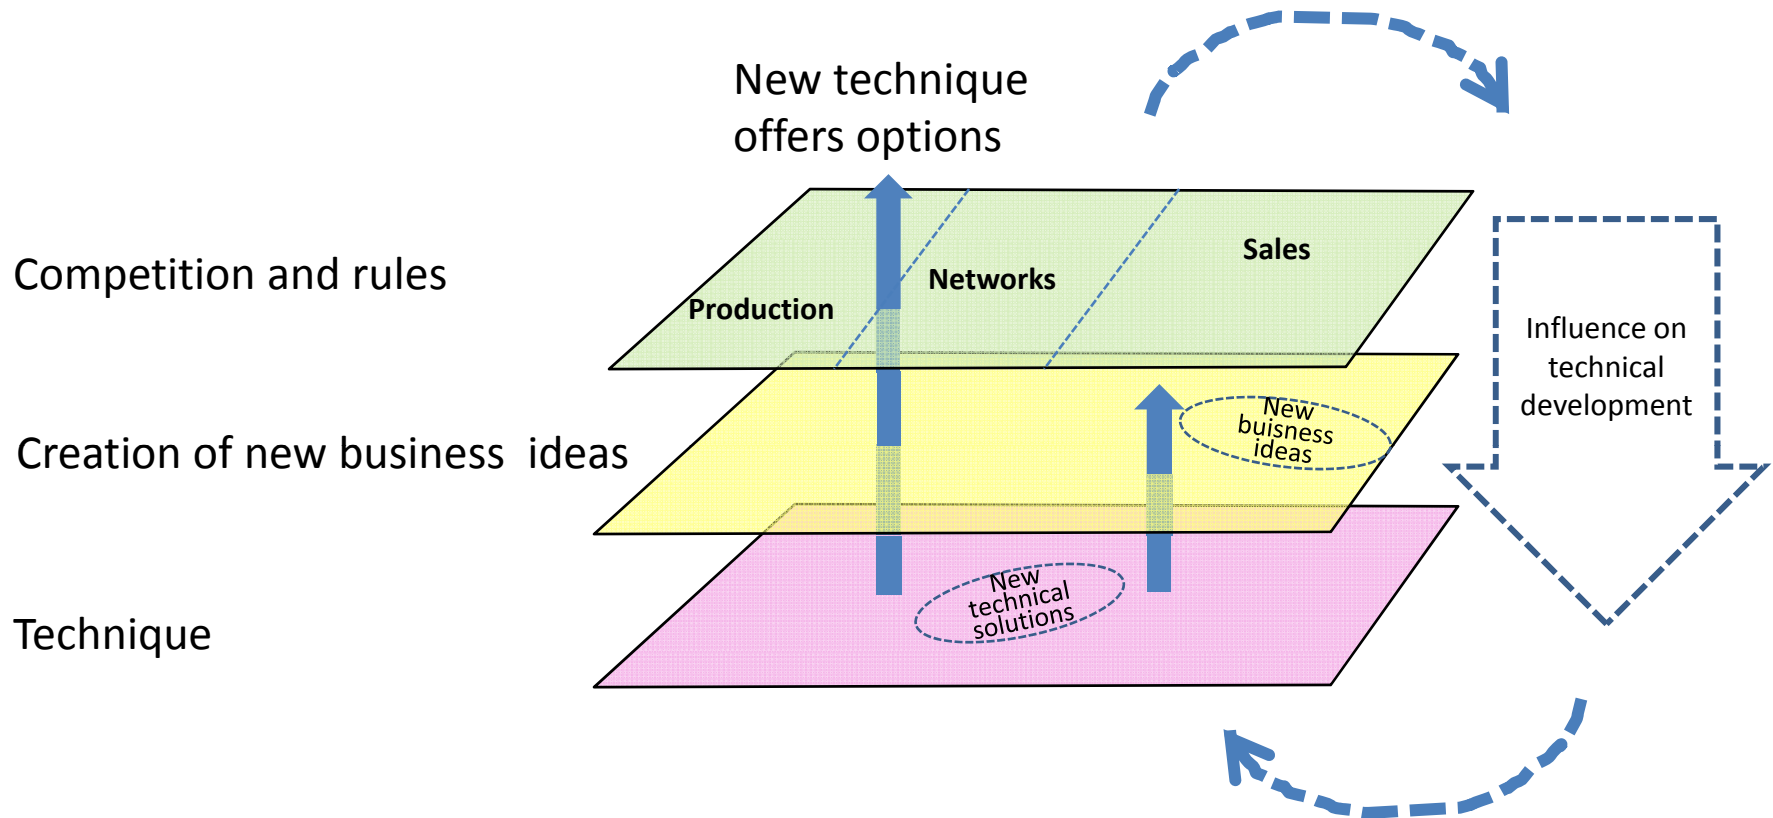 New technique
offers options
Competition and rules
Production
Networks
Sales
Influence on
technical
development
Creation of new business  ideas
New
buisness
ideas
Technique
New
technical
solutions